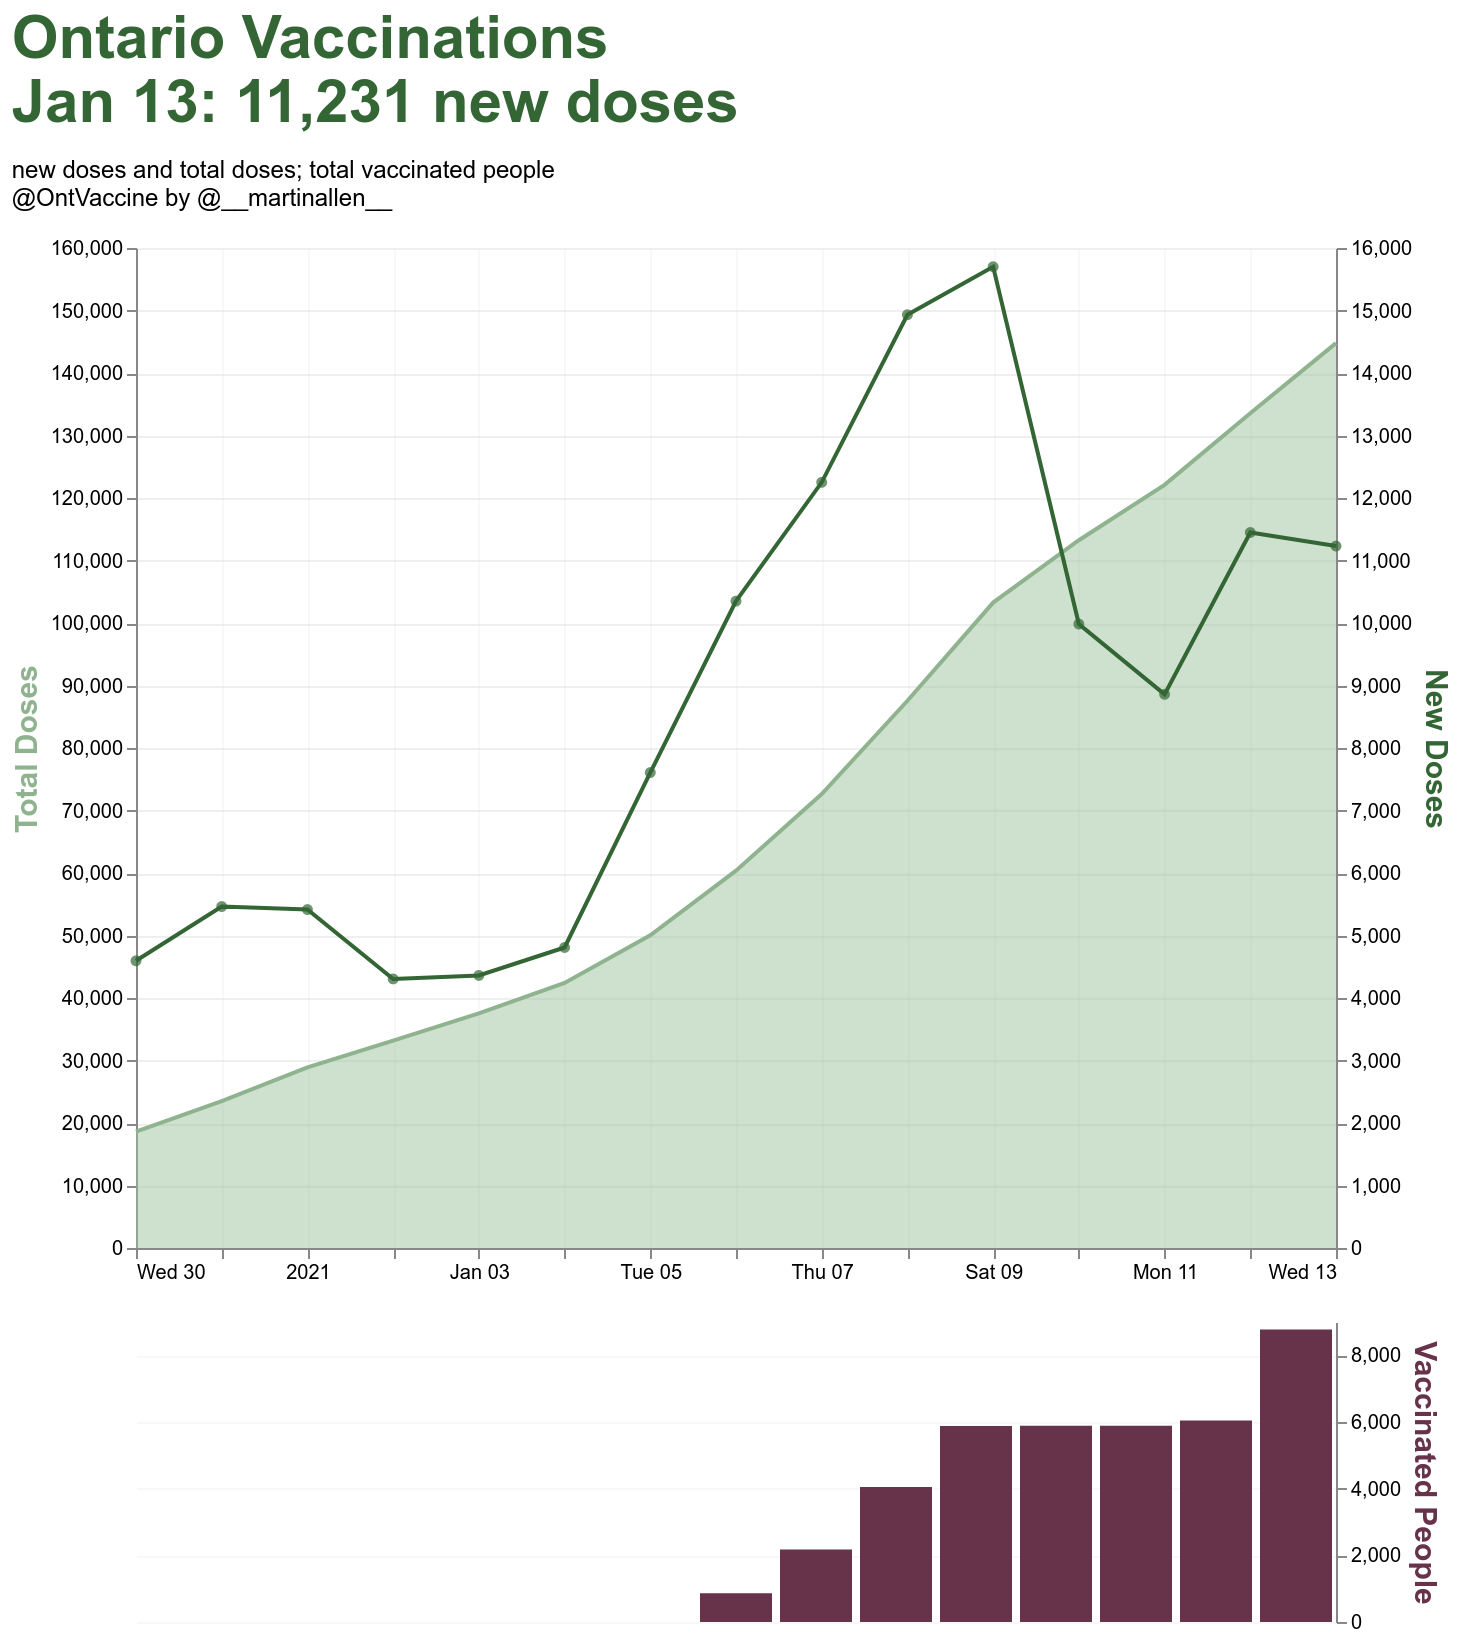 Ontario Vaccinations
Jan 13: 11,231 new doses
new doses and total doses; total vaccinated people
@OntVaccine by @__martinallen__
160,000
150,000
140,000
130,000
120,000
110,000
100,000
90,000
80,000
70,000
60,000
50,000
40,000
30,000
20,000
10,000
0
Total Doses
16,000
15,000
14,000
13,000
12,000
11,000
10,000
9,000
8,000
7,000
6,000
5,000
4,000
3,000
2,000
1,000
0
New Doses
Wed 30
2021
Jan 03
Tue 05
Thu 07
Sat 09
Mon 11
Wed 13
8,000
6,000
4,000
2,000
0
Vaccinated People